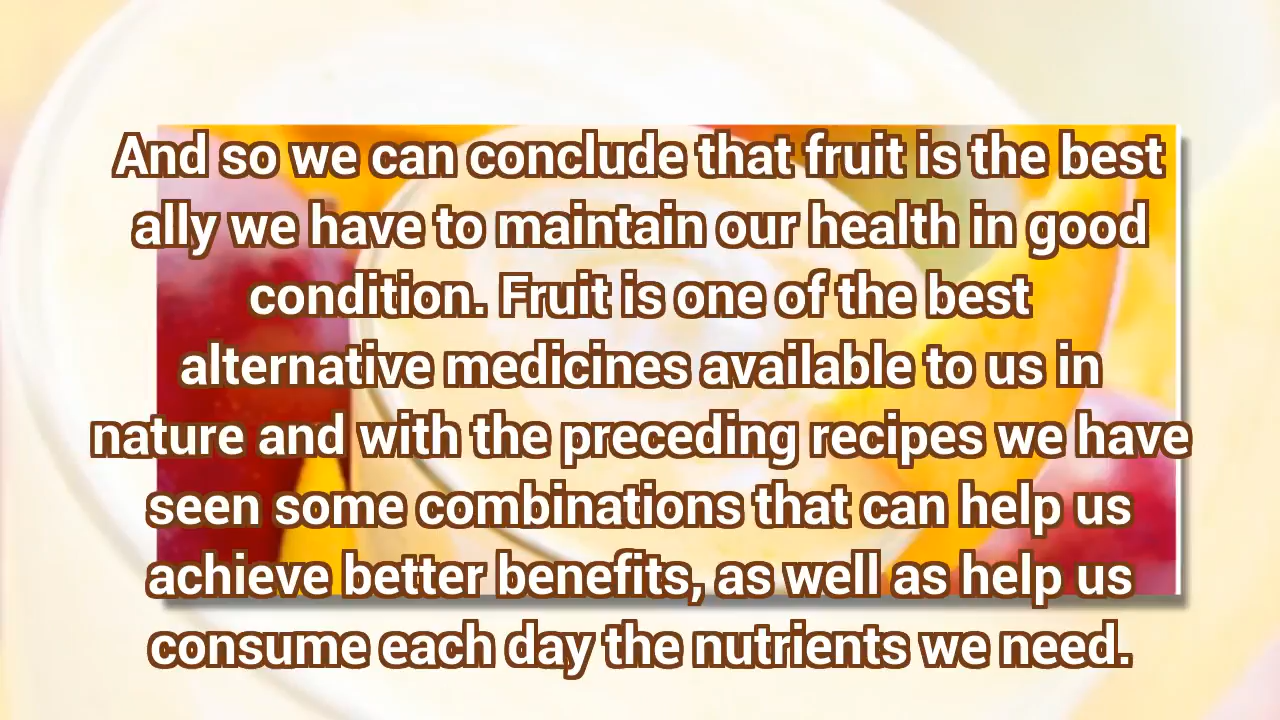 And so we can conclude that fruit is the best
ally we have to maintain our health in good
condition. Fruit is one of the best
alternative medicines available to us in
nature and with the preceding recipes we have
seen some combinations that can help us
achieve better benefits, as well as help us
consume each day the nutrients we need.